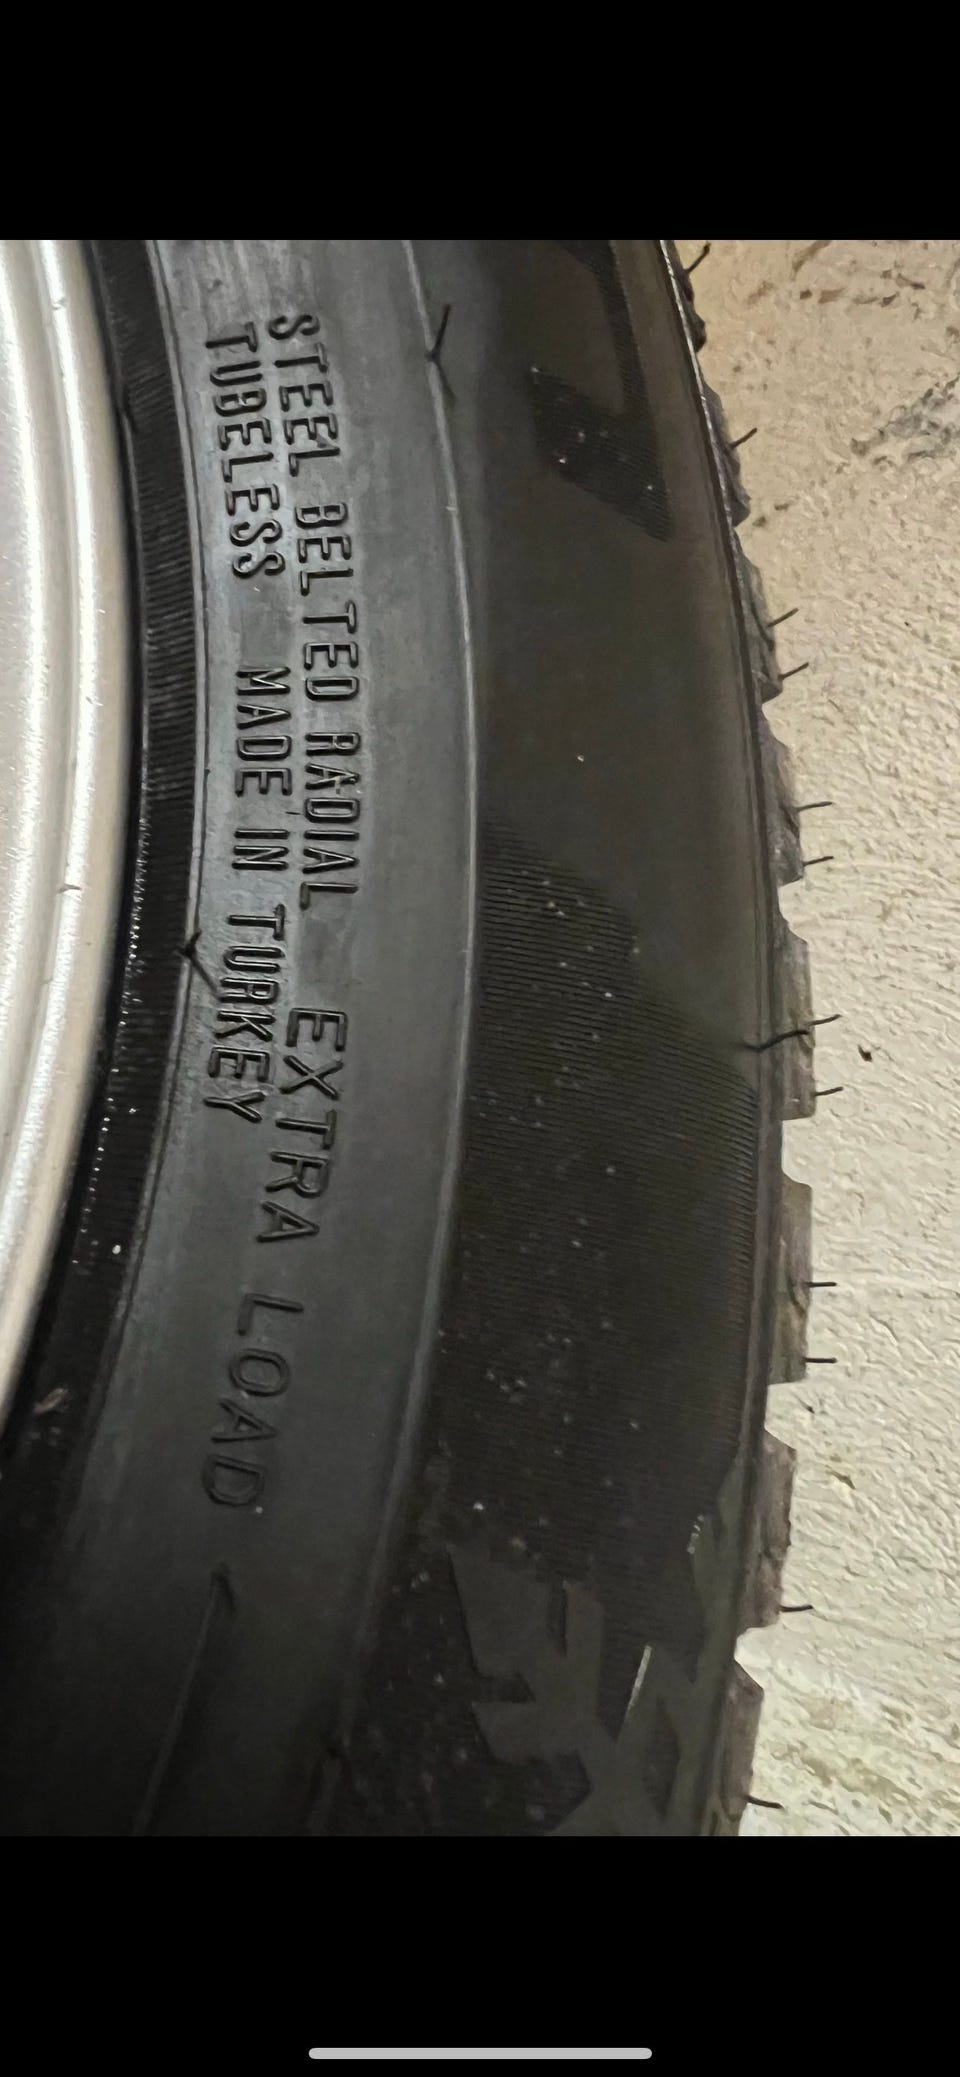 STEEL BELTED RADIAL EXTRA LOAD
TUBELESS MADE IN TURKEY